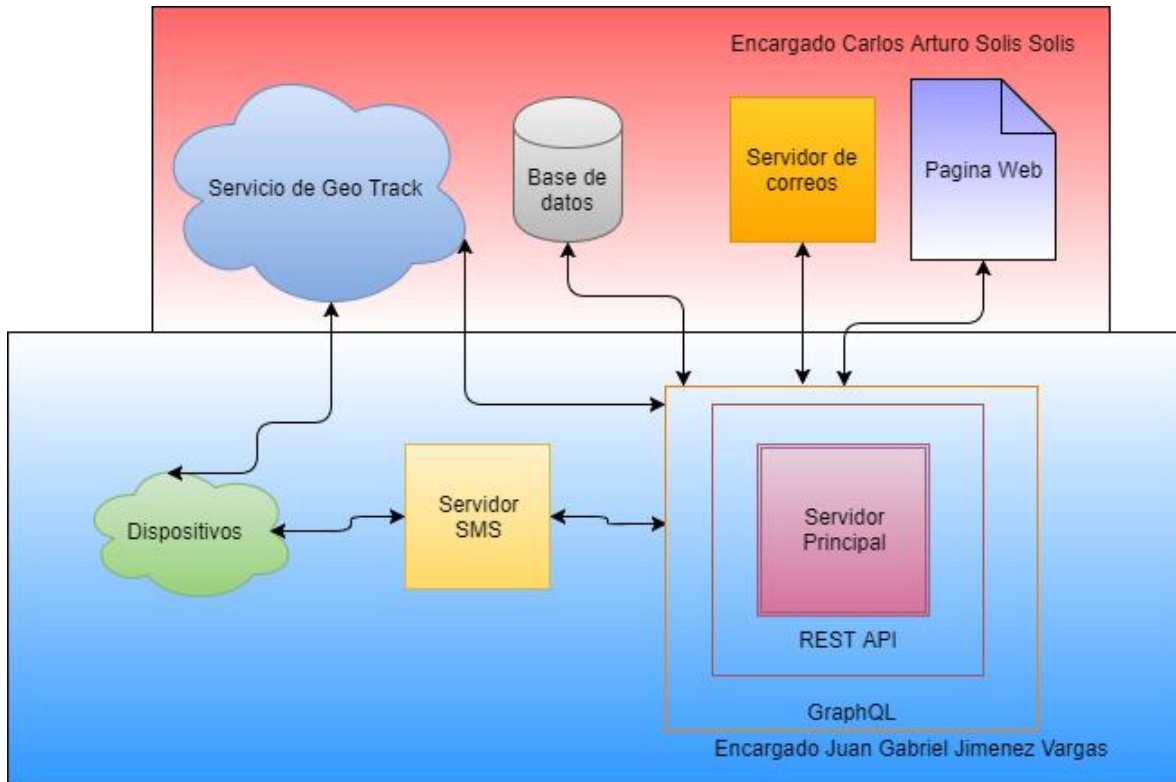 Encargado Carlos Arturo Solis Solis
Servicio de Geo Track
Base de
datos
Servidor de
correos
Pagina Web
Dispositivos
Servidor
SMS
Servidor
Principal
REST API
GraphQL
Encargado Juan Gabriel Jimenez Vargas